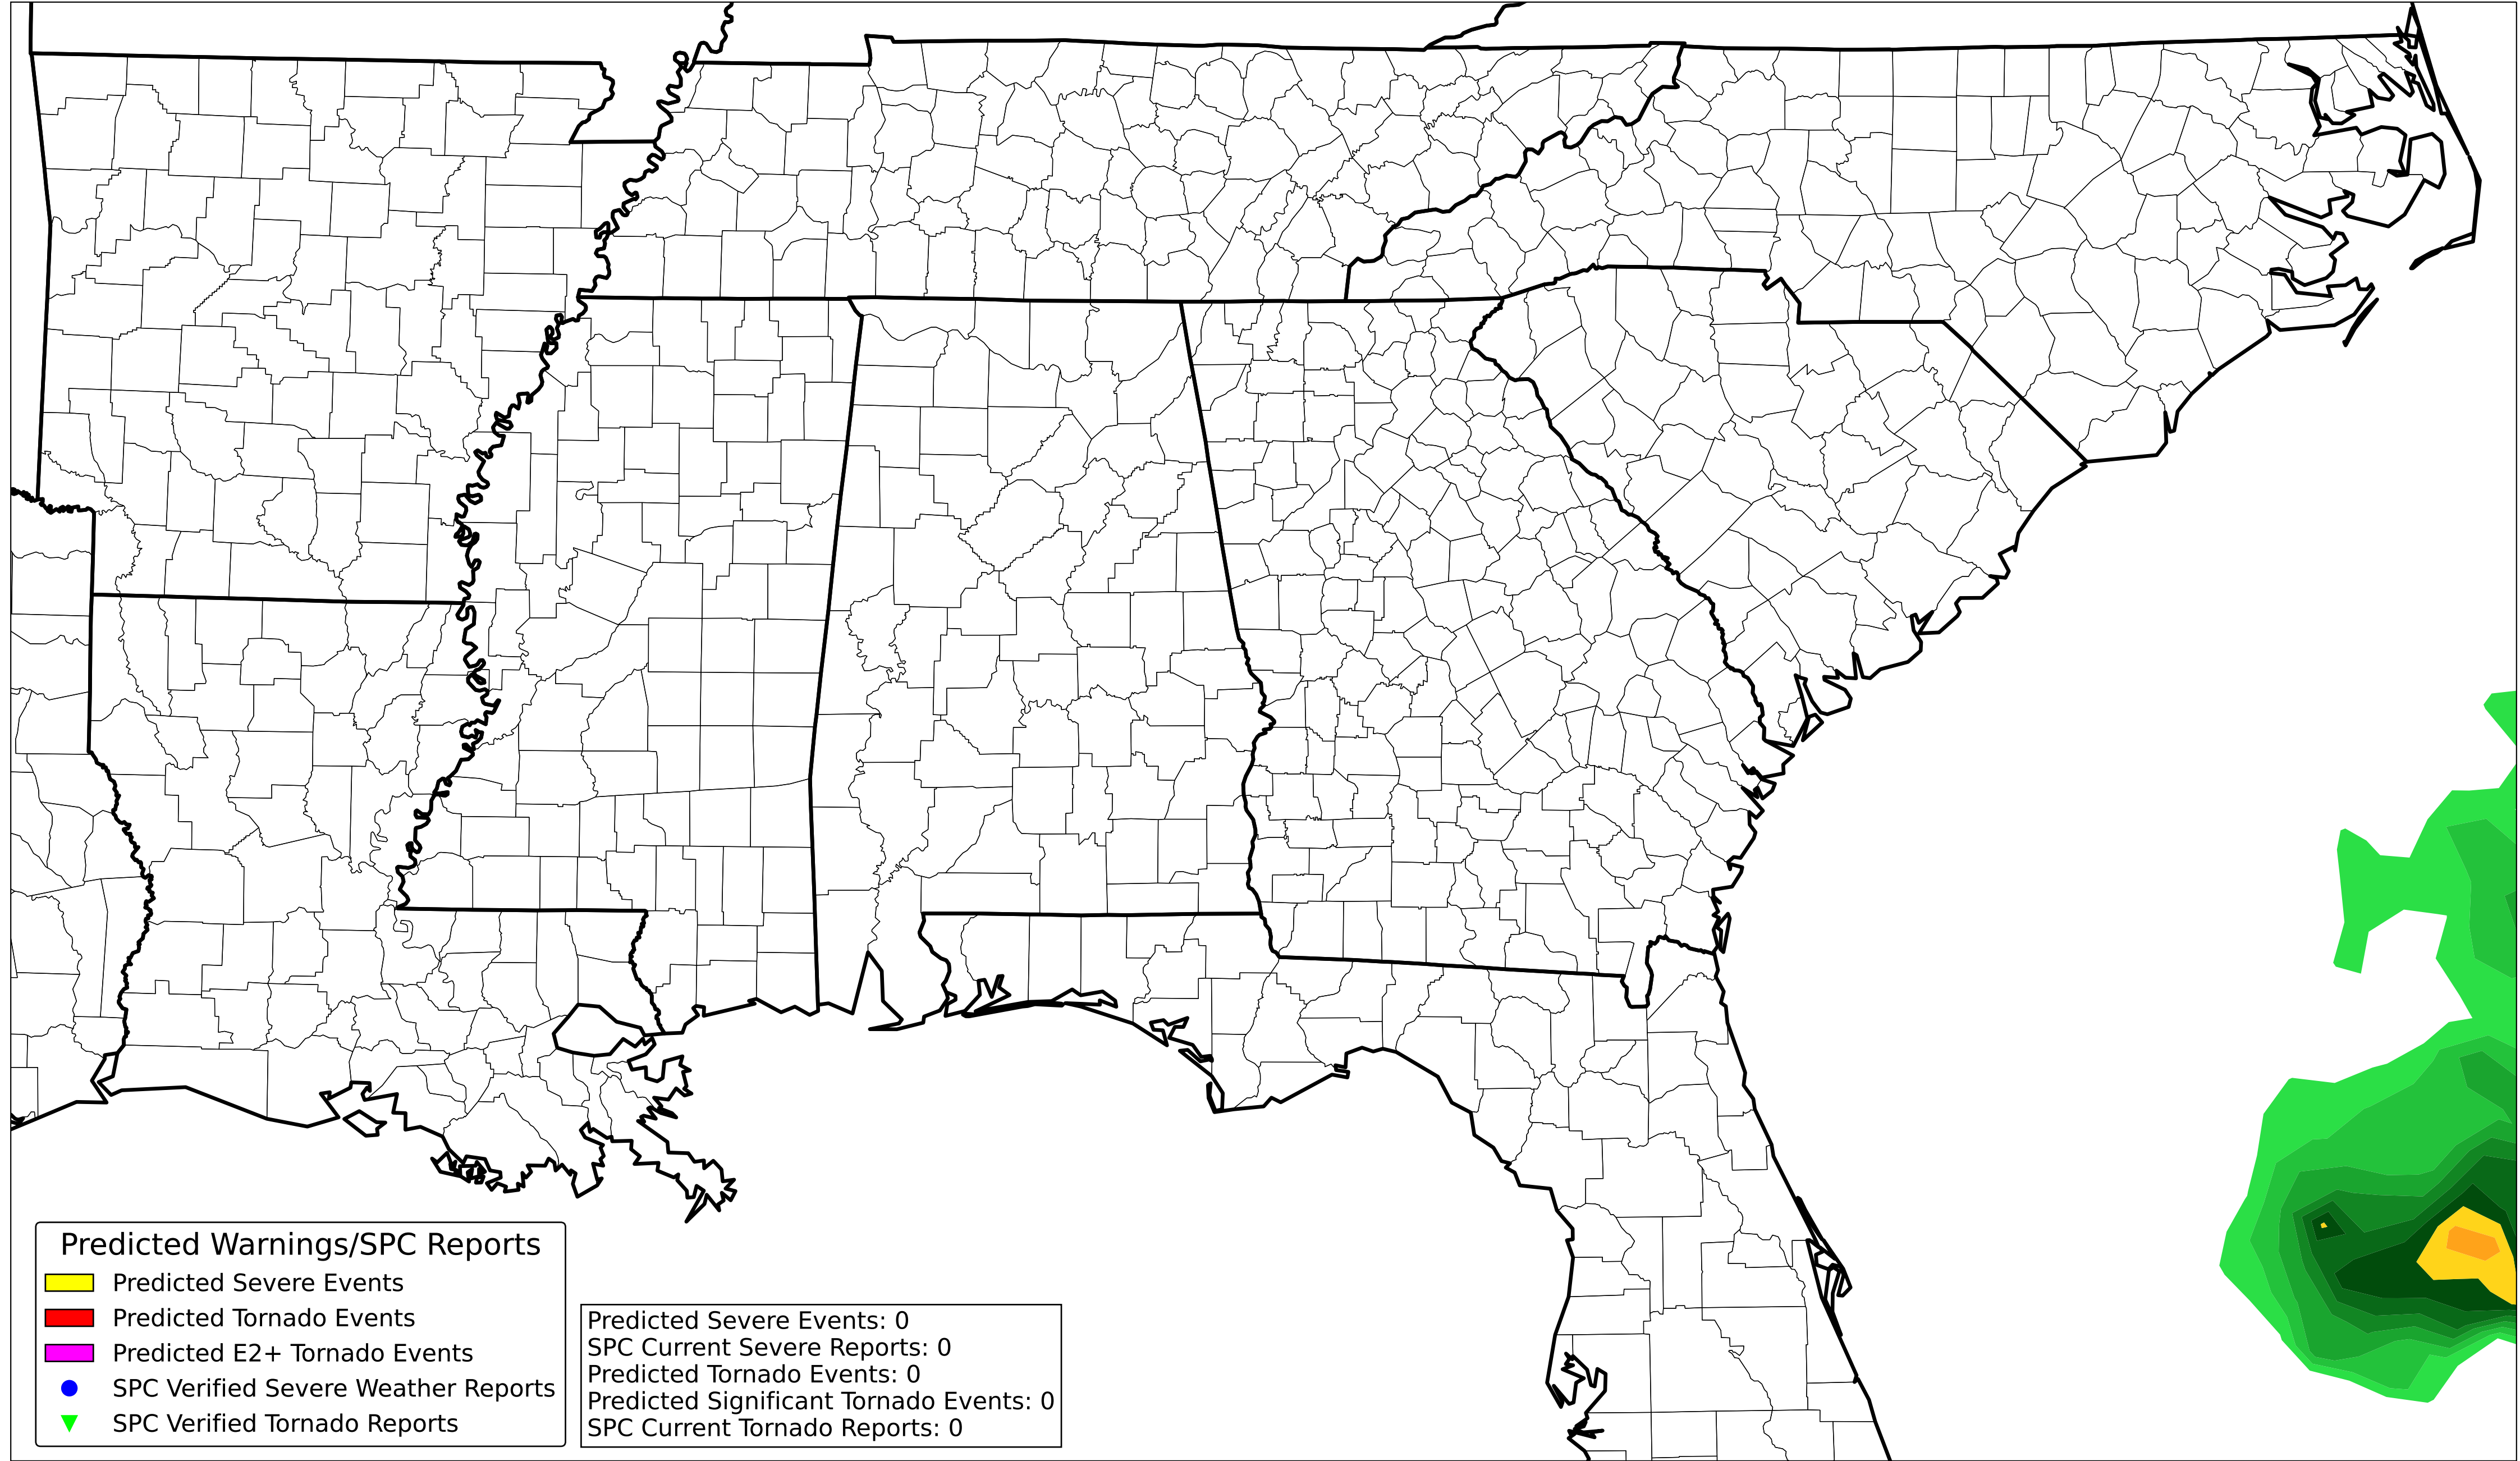 Predicted Warnings/SPC Reports
Predicted Severe Events
Predicted Tornado Events
Predicted E2+ Tornado Events
SPC Verified Severe Weather Reports
SPC Verified Tornado Reports
Predicted Severe Events: 0
SPC Current Severe Reports: 0
Predicted Tornado Events: 0
Predicted Significant Tornado Events: 0
SPC Current Tornado Reports: 0